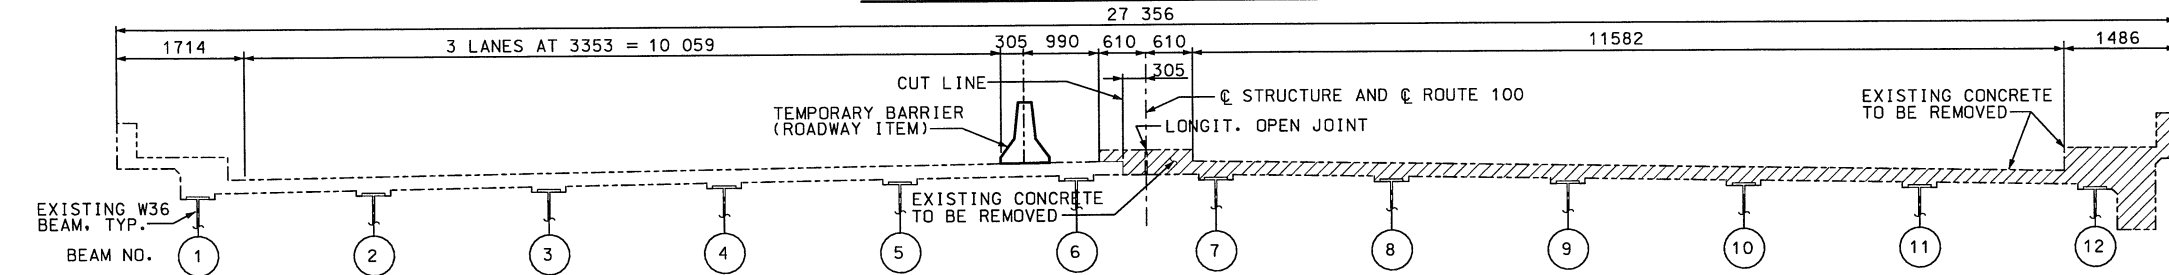 27 356
1714
3 LANES AT 3353 = 10 059
305
990
610
610
11582
1486
305
CUT LINE
℄ STRUCTURE AND ℄ ROUTE 100
EXISTING CONCRETE
TO BE REMOVED
TEMPORARY BARRIER
(ROADWAY ITEM)
LONGIT. OPEN JOINT
EXISTING CONCRETE
TO BE REMOVED
EXISTING W36
BEAM, TYP.
BEAM NO.
1
2
3
4
5
6
7
8
9
10
11
12